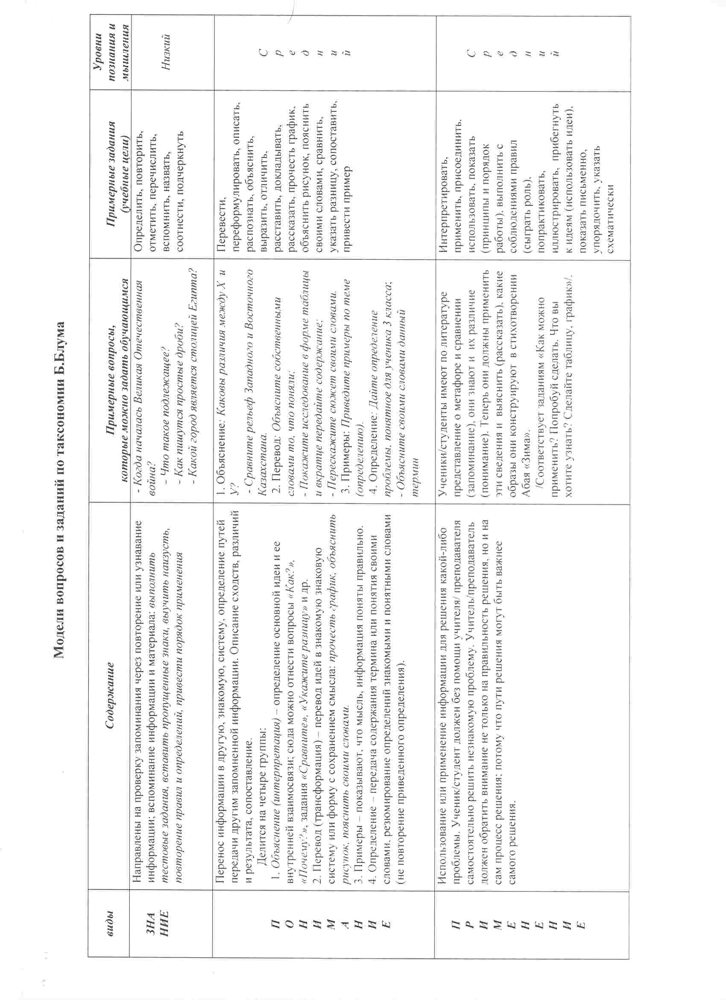 Модели вопросов и заданий по таксономии Б.Блума
виды
Содержание
Примерные вопросы,
которые можно задать обучающимся
Примерные задания
(учебные цели)
Уровни
познания и
мышления
ЗНА
НИЕ
Направлены на проверку запоминания через повторение или узнавание
информации; вспоминание информации и материала: выполнить
тестовые задания, вставить пропущенные знаки, выучить наизусть,
повторение правил и определений, привести порядок применения
- Когда началась Великая Отечественная
война?
- Что такое подлежащее?
- Как пишутся простые дроби?
- Какой город является столицей Египта?
Определить, повторить,
отметить, перечислить,
вспомнить, назвать,
соотнести, подчеркнуть
Низкий
П
О
Н
И
М
А
Н
И
Е
Перенос информации в другую, знакомую, систему, определение путей
передачи другим запомненной информации. Описание сходств, различий
и результата, сопоставление.
Делится на четыре группы:
1. Объяснение (интерпретация) – определение основной идеи и ее
внутренней взаимосвязи; сюда можно отнести вопросы «Как?»,
«Почему?», задания «Сравните», «Укажите разницу» и др.
2. Перевод (трансформация) – перевод идей в знакомую знаковую
систему или форму с сохранением смысла: прочесть график, объяснить
рисунок, пояснить своими словами.
3. Примеры – показывают, что мысль, информация поняты правильно.
4. Определение – передача содержания термина или понятия своими
словами, резюмирование определений знакомыми и понятными словами
(не повторение приведенного определения).
1. Объяснение: Каковы различия между Х и
У?
- Сравните рельеф Западного и Восточного
Казахстана.
2. Перевод: Объясните собственными
словами то, что поняли;
- Покажите исследование в форме таблицы
и вкратце передайте содержание;
- Перескажите сюжет своими словами.
3. Примеры: Приведите примеры по теме
(определению).
4. Определение: Дайте определение
проблемы, понятное для ученика 3 класса;
- Объясните своими словами данный
термин
Перевести,
переформулировать, описать,
распознать, объяснить,
выразить, отличить,
расставить, докладывать,
рассказать, прочесть график,
объяснить рисунок, пояснить
своими словами, сравнить,
указать разницу, сопоставить,
привести пример
С
р
е
д
н
и
й
П
Р
И
М
Е
Н
Е
Н
И
Е
Использование или применение информации для решения какой-либо
проблемы. Ученик/студент должен без помощи учителя/ преподавателя
самостоятельно решить незнакомую проблему. Учитель/преподаватель
должен обратить внимание не только на правильность решения, но и на
сам процесс решения; потому что пути решения могут быть важнее
самого решения.
Ученики/студенты имеют по литературе
представление о метафоре и сравнении
(запоминание), они знают и их различие
(понимание). Теперь они должны применить
эти сведения и выяснить (рассказать), какие
образы они конструируют в стихотворении
Абая «Зима».
/Соответствует заданиям «Как можно
применить? Попробуй сделать. Что вы
хотите узнать? Сделайте таблицу, график»/.
Интерпретировать,
применить, присоединить,
использовать, показать
(принципы и порядок
работы), выполнить с
соблюдениями правил
(сыграть роль),
попрактиковать,
иллюстрировать, прибегнуть
к идеям (использовать идеи),
показать письменно,
упорядочить, указать
схематически
С
р
е
д
н
и
й